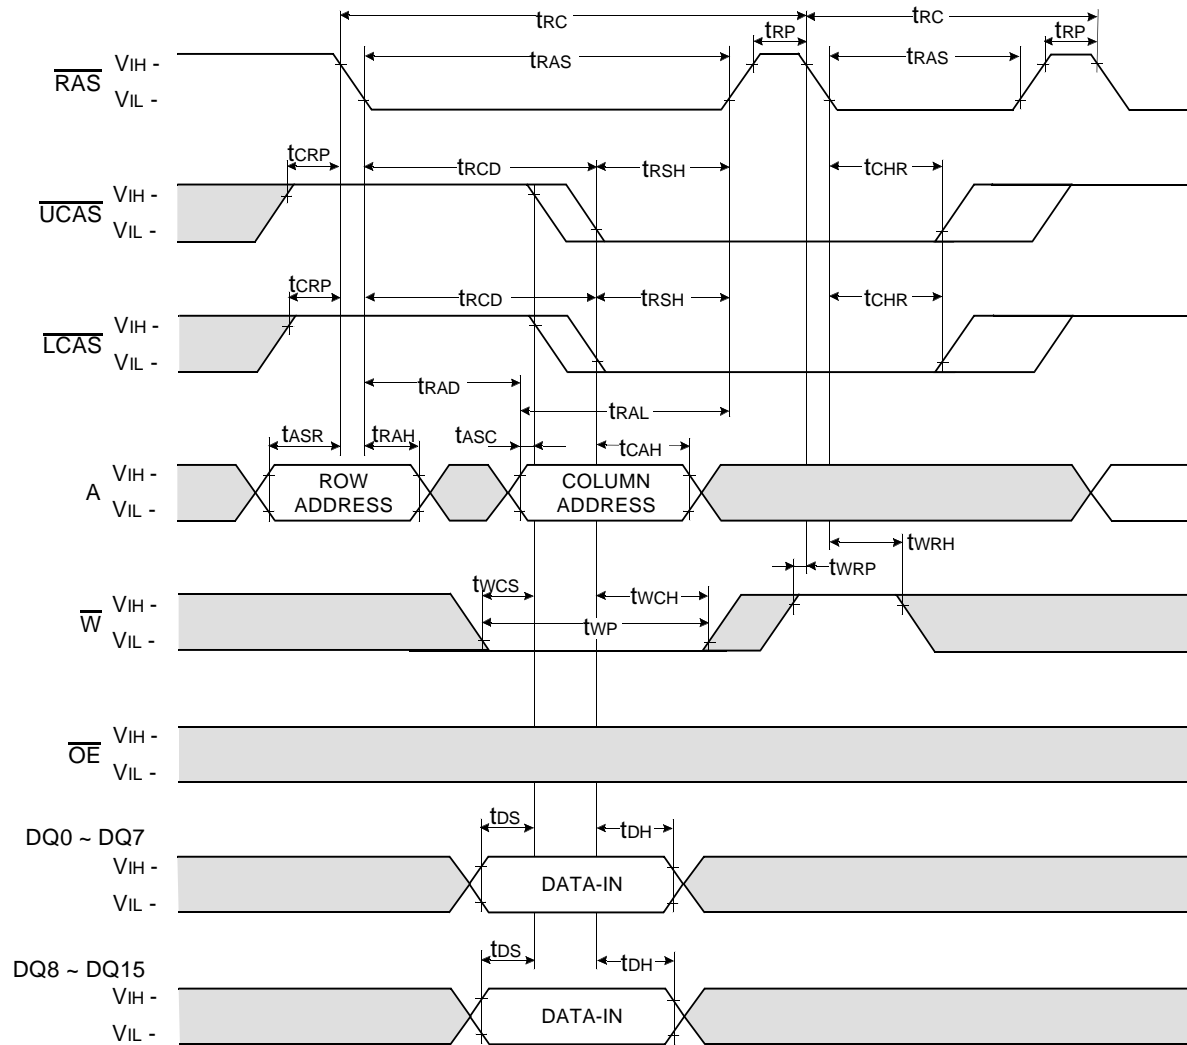 tRC
tRC
tRP
tRP
tRAS
tRAS
RAS
VIH -
VIL -
tCRP
tRCD
tRSH
tCHR
UCAS
VIH -
VIL -
tCRP
tRCD
tRSH
tCHR
LCAS
VIH -
VIL -
tRAD
tRAL
tASR
tRAH
tASC
tCAH
A
VIH -
VIL -
ROW
ADDRESS
COLUMN
ADDRESS
tWRH
tWRP
tWCS
tWCH
tWP
W
VIH -
VIL -
OE
VIH -
VIL -
tDS
tDH
DQ0 ~ DQ7
VIH -
VIL -
DATA-IN
tDS
tDH
DQ8 ~ DQ15
VIH -
VIL -
DATA-IN